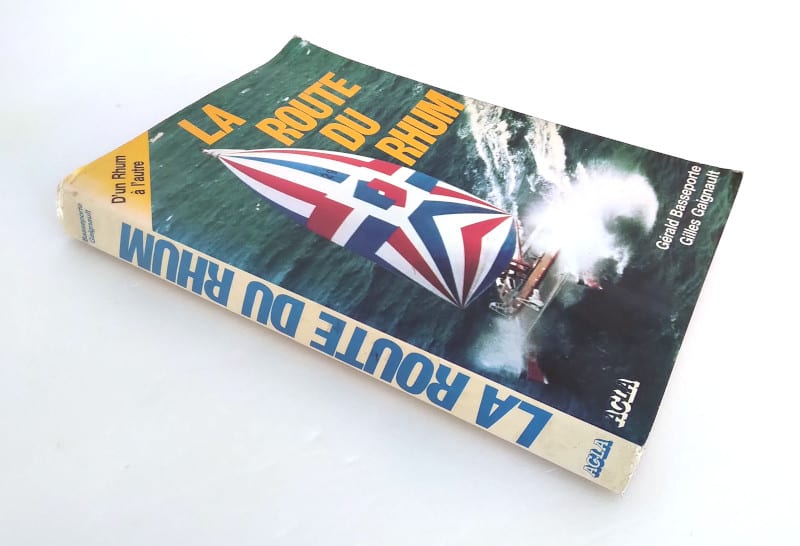 LA
ROUTE
DU
RHUM
D'un Rhum
à l'autre
Gérald Basseporte
Gilles Gaignault
ACLA
Basseporte
Gaignault
LA ROUTE DU RHUM
ACLA